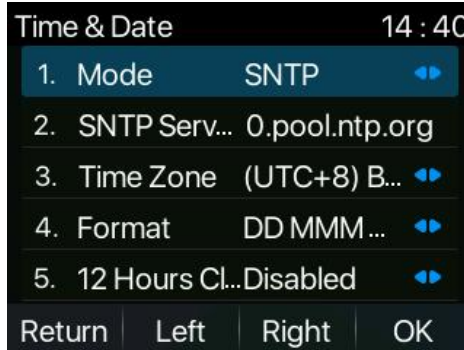 Time & Date 14 : 40
1. Mode SNTP
2. SNTP Serv... 0.pool.ntp.org
3. Time Zone (UTC+8) B...
4. Format DD MMM ...
5. 12 Hours Cl... Disabled
Return Left Right OK